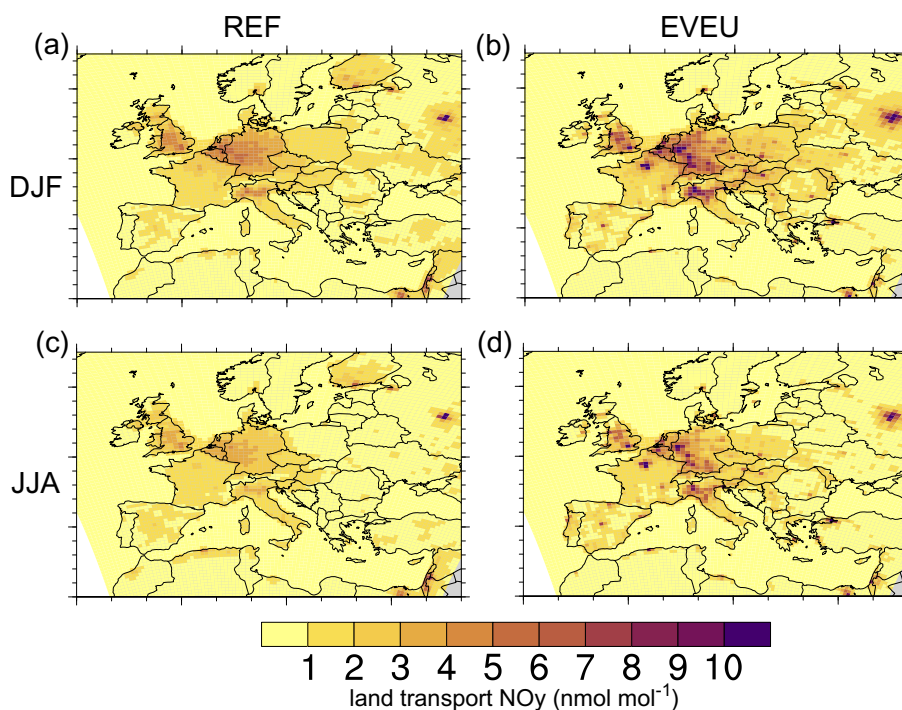 REF EVEU
(a) (b)
DJF
(c) (d)
JJA
1 2 3 4 5 6 7 8 9 10
land transport NOy (nmol mol⁻¹)